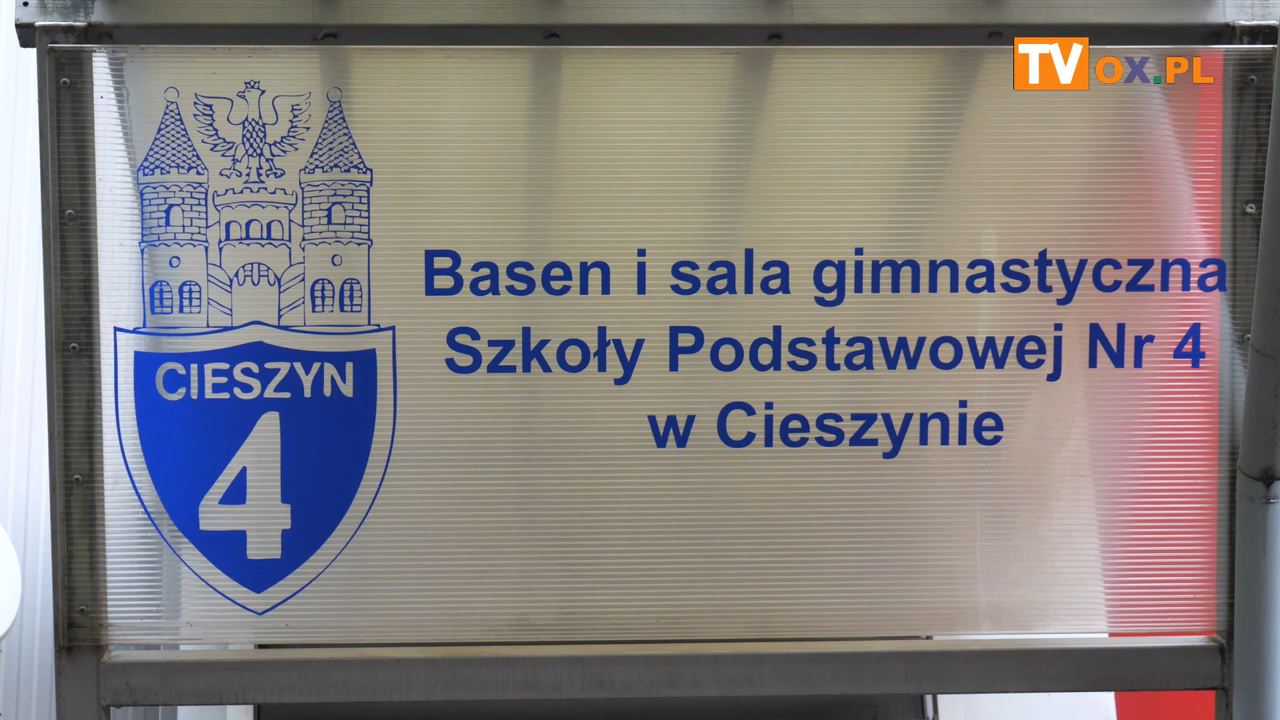 TVOX.PL
Basen i sala gimnastyczna
Szkoły Podstawowej Nr 4
w Cieszynie
CIESZYN
4